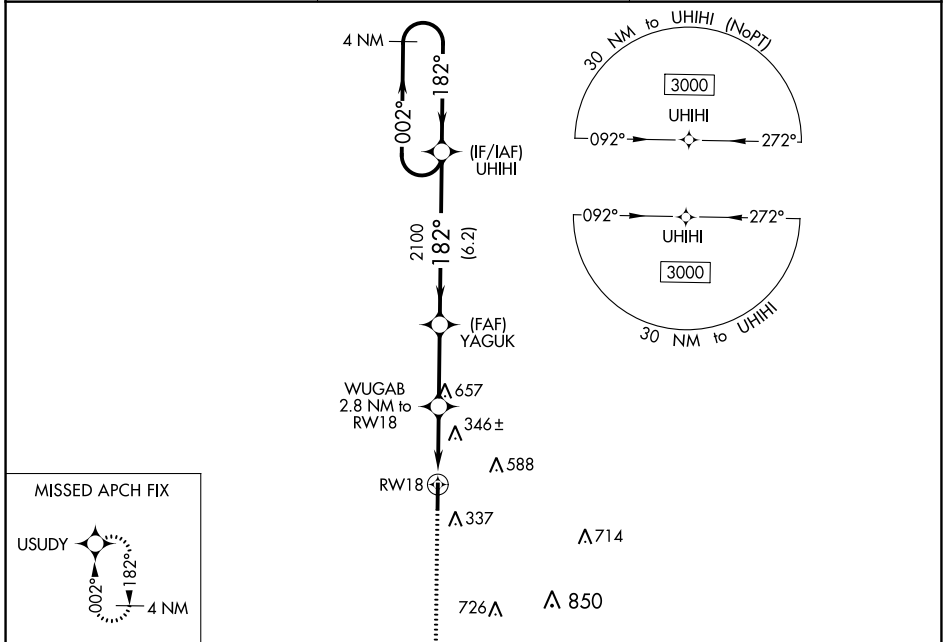 4 NM
002°
182°
(IF/IAF)
UHIHI
2100
182°
(6.2)
(FAF)
YAGUK
WUGAB
2.8 NM to
RW18
657
346±
588
RW18
337
714
726
850
30 NM to UHIHI (NoPT)
3000
UHIHI
092°
272°
092°
272°
UHIHI
3000
30 NM to UHIHI
MISSED APCH FIX
USUDY
002°
182°
4 NM